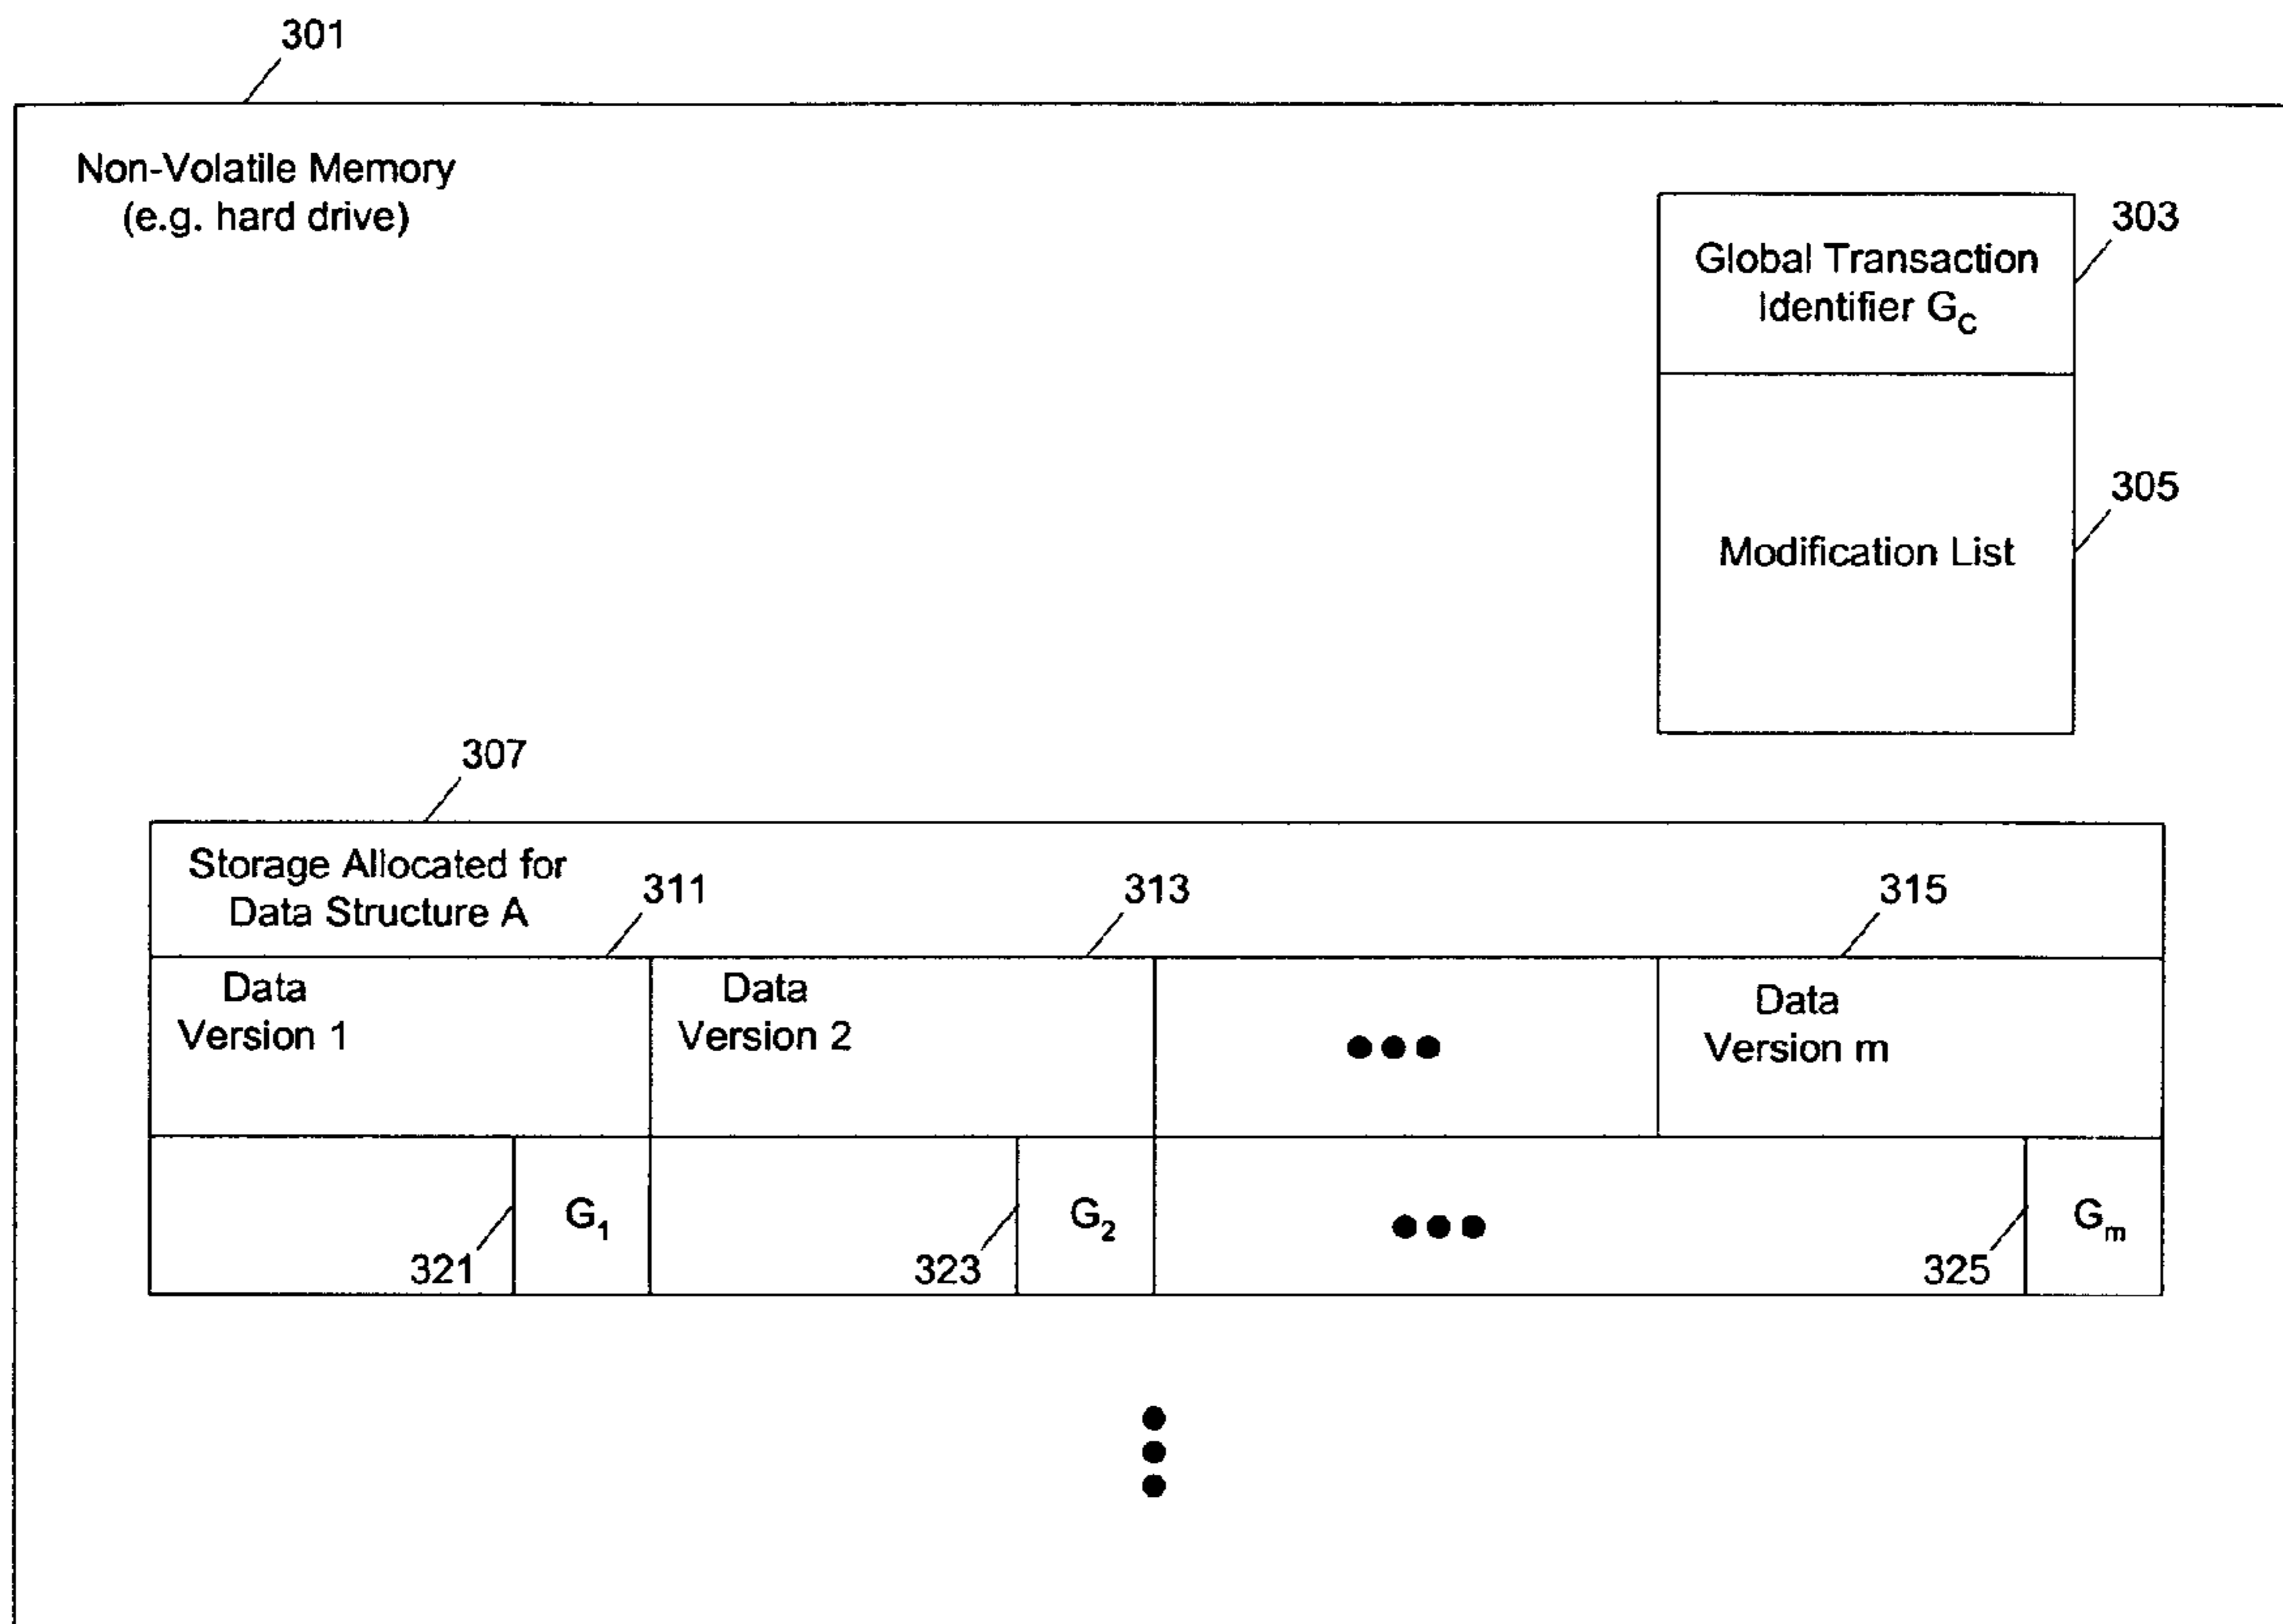 301
Non-Volatile Memory
(e.g. hard drive)
303
Global Transaction
Identifier G_C
305
Modification List
307
Storage Allocated for
Data Structure A
311
313
315
Data
Version 1
Data
Version 2
Data
Version m
G_1
G_2
G_m
321
323
325